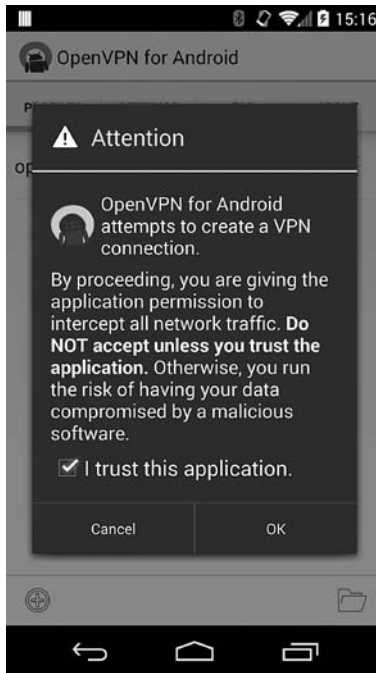 15:16
OpenVPN for Android
Attention
OpenVPN for Android
attempts to create a VPN
connection.
By proceeding, you are giving the
application permission to
intercept all network traffic. Do
NOT accept unless you trust the
application. Otherwise, you run
the risk of having your data
compromised by a malicious
software.
I trust this application.
Cancel OK